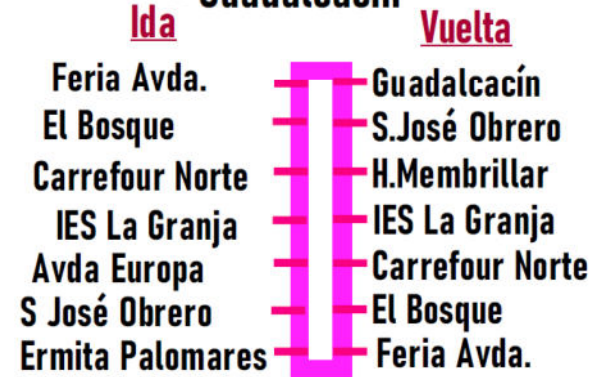 Guadalcacín
Ida
Feria Avda.
El Bosque
Carrefour Norte
IES La Granja
Avda Europa
S José Obrero
Ermita Palomares
Vuelta
Guadalcacín
S.José Obrero
H.Membrillar
IES La Granja
Carrefour Norte
El Bosque
Feria Avda.